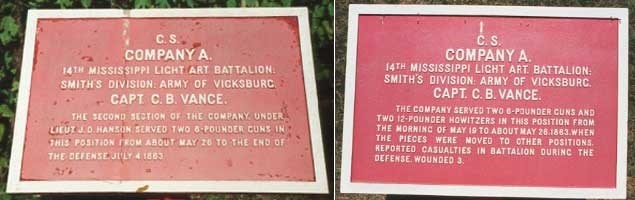 C.S.
COMPANY A.
14TH MISSISSIPPI LIGHT ART. BATTALION;
SMITH'S DIVISION; ARMY OF VICKSBURG.
CAPT. C.B. VANCE.
THE SECOND SECTION OF THE COMPANY, UNDER
LIEUT. J.D. HANSON SERVED TWO 6-POUNDER GUNS IN
THIS POSITION FROM ABOUT MAY 26 TO THE END OF
THE DEFENSE, JULY 4 1863.
C.S.
COMPANY A.
14TH MISSISSIPPI LIGHT ART. BATTALION;
SMITH'S DIVISION; ARMY OF VICKSBURG.
CAPT. C.B. VANCE.
THE COMPANY SERVED TWO 6-POUNDER GUNS AND
TWO 12-POUNDER HOWITZERS IN THIS POSITION FROM
THE MORNING OF MAY 19 TO ABOUT MAY 26,1863, WHEN
THE PIECES WERE MOVED TO OTHER POSITIONS.
REPORTED CASUALTIES IN BATTALION DURING THE
DEFENSE, WOUNDED 3.